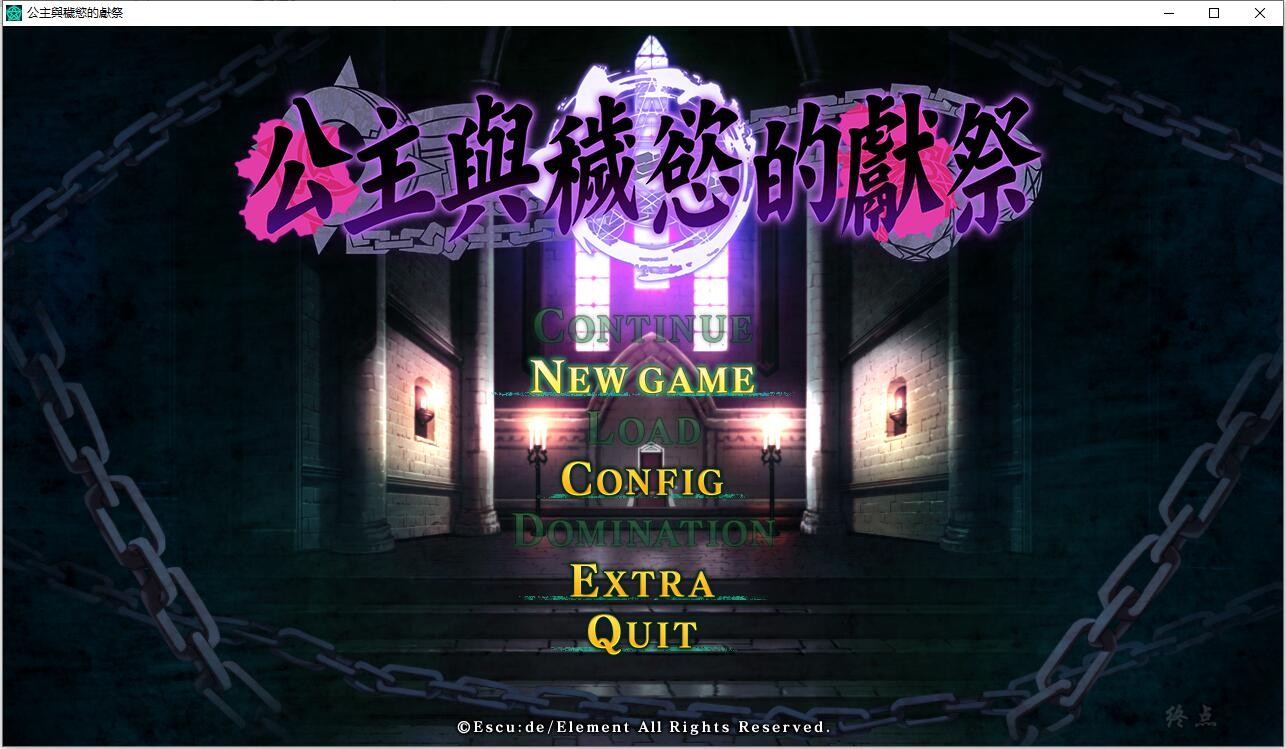 公主與穢慾的獻祭
公主與穢慾的獻祭
CONTINUE
NEW GAME
LOAD
CONFIG
DOMINATION
EXTRA
QUIT
©Escu:de/Element All Rights Reserved.
终点